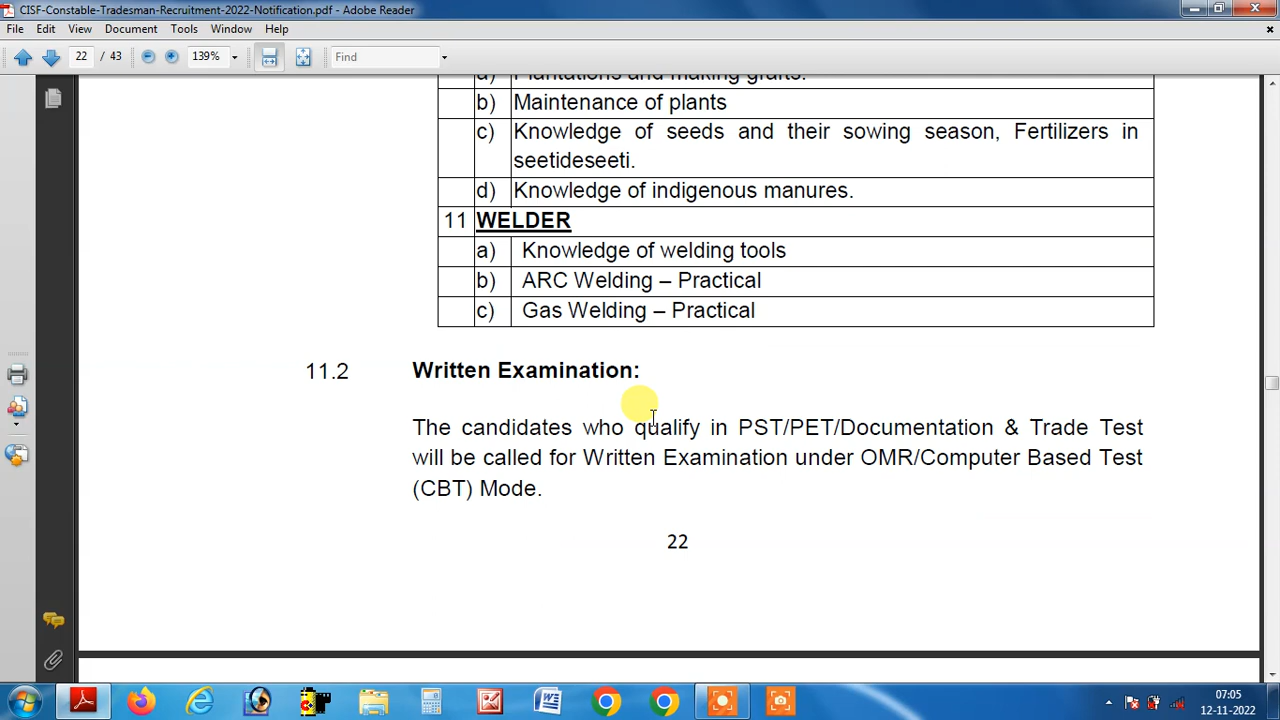 CISF-Constable-Tradesman-Recruitment-2022-Notification.pdf - Adobe Reader
File Edit View Document Tools Window Help
22 / 43 139% Find
a) Plantations and making grafts.
b) Maintenance of plants
c) Knowledge of seeds and their sowing season, Fertilizers in
seetideseeti.
d) Knowledge of indigenous manures.
11 WELDER
a) Knowledge of welding tools
b) ARC Welding – Practical
c) Gas Welding – Practical
11.2 Written Examination:
The candidates who qualify in PST/PET/Documentation & Trade Test
will be called for Written Examination under OMR/Computer Based Test
(CBT) Mode.
22
07:05
12-11-2022